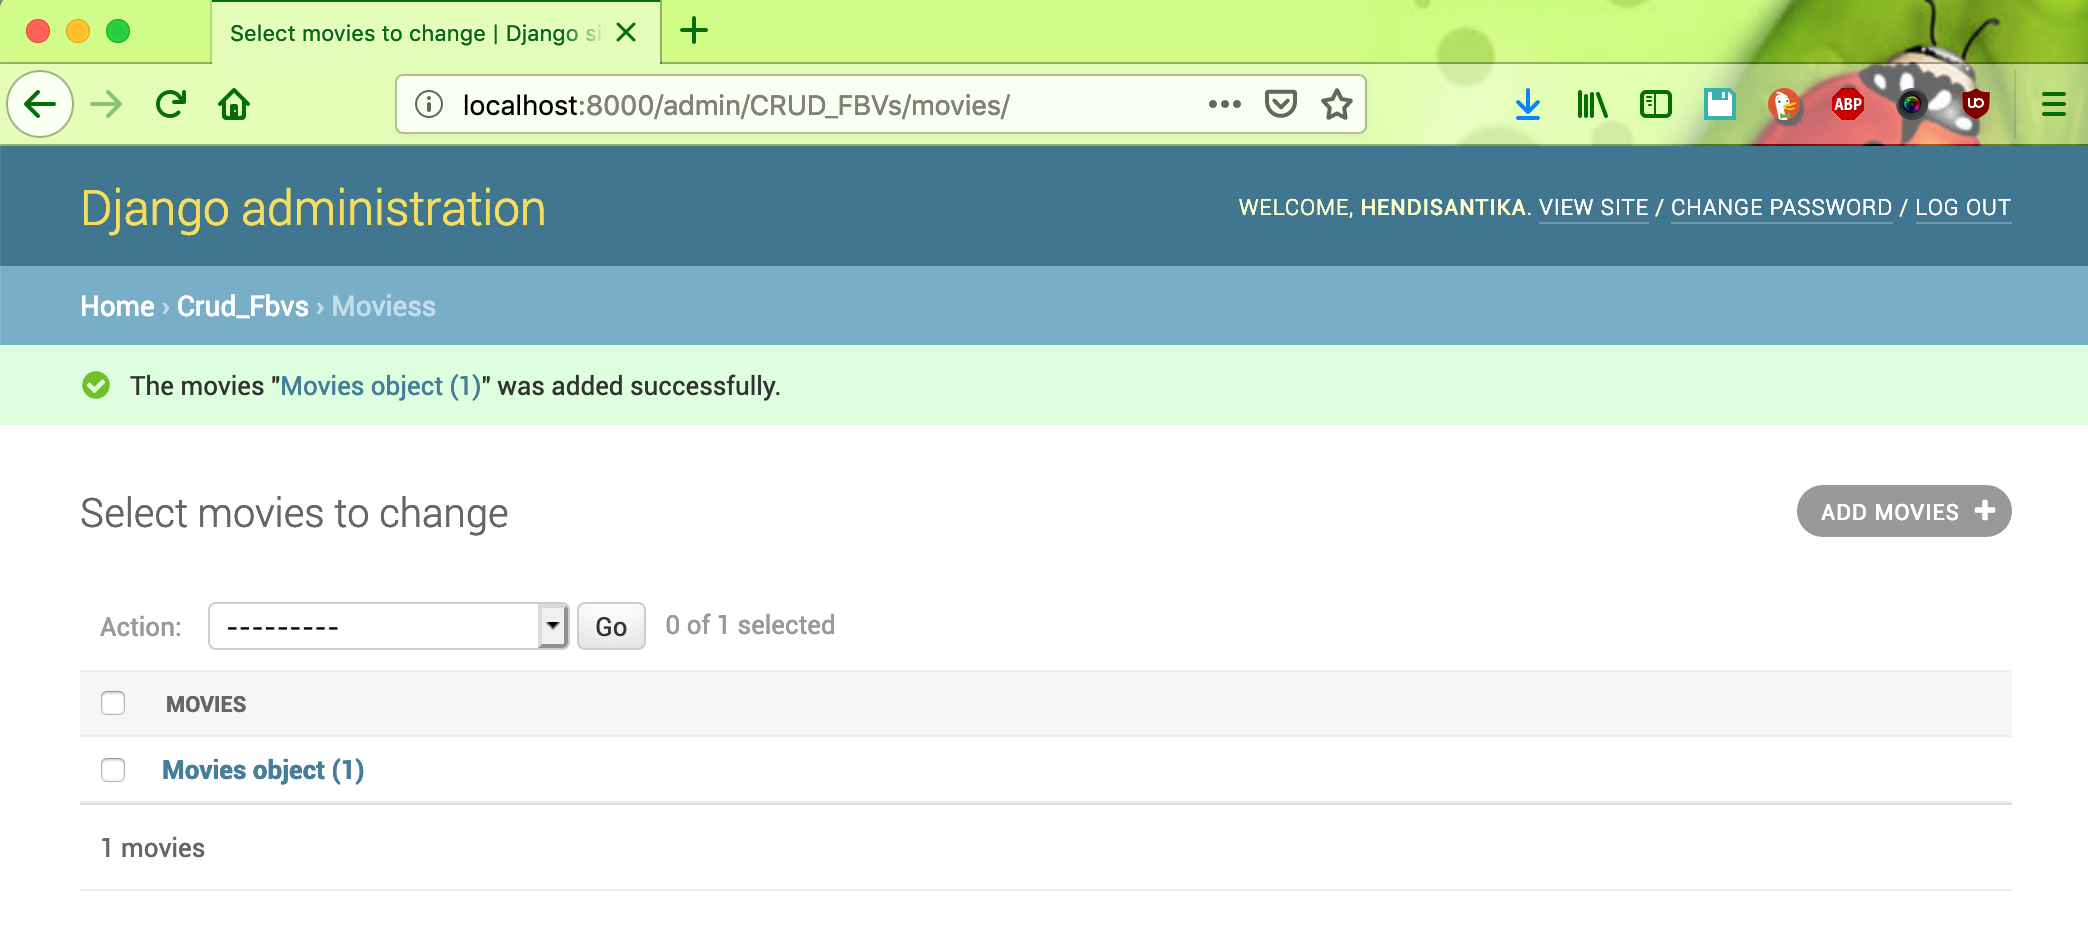 Select movies to change | Django si
localhost:8000/admin/CRUD_FBVs/movies/
ABP
Django administration
WELCOME, HENDISANTIKA. VIEW SITE / CHANGE PASSWORD / LOG OUT
Home › Crud_Fbvs › Moviess
The movies "Movies object (1)" was added successfully.
Select movies to change
ADD MOVIES
Action:
---------
Go
0 of 1 selected
MOVIES
Movies object (1)
1 movies